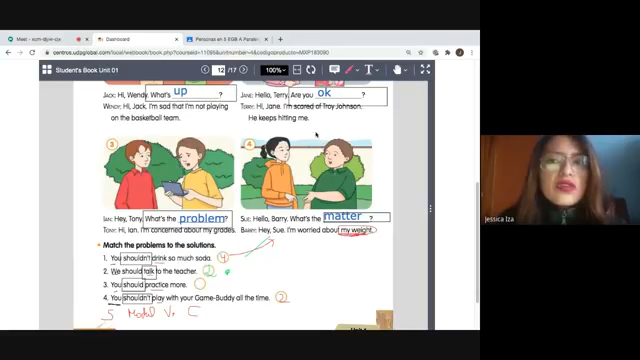 Meet – xcm-djyw-zix
Dashboard
Personas en 5 EGB A Paralelo
centros.udpglobal.com/local/webbook/book.php?courseid=11095&unitnumber=4&codigoproducto=MXP182090
Student's Book Unit 01
12 /17
100%
JACK: Hi, Wendy. What's up ?
WENDY: Hi, Jack. I'm sad that I'm not playing
on the basketball team.
JANE: Hello, Terry. Are you ok ?
TERRY: Hi, Jane. I'm scared of Troy Johnson.
He keeps hitting me.
3
4
IAN: Hey, Tony. What's the problem ?
TONY: Hi, Ian. I'm concerned about my grades.
SUE: Hello, Barry. What's the matter ?
BARRY: Hey, Sue. I'm worried about my weight.
• Match the problems to the solutions.
1. You shouldn't drink so much soda. 4
2. We should talk to the teacher. 2
3. You should practice more.
4. You shouldn't play with your Game-Buddy all the time. 2
S Modal V. C
Jessica Iza